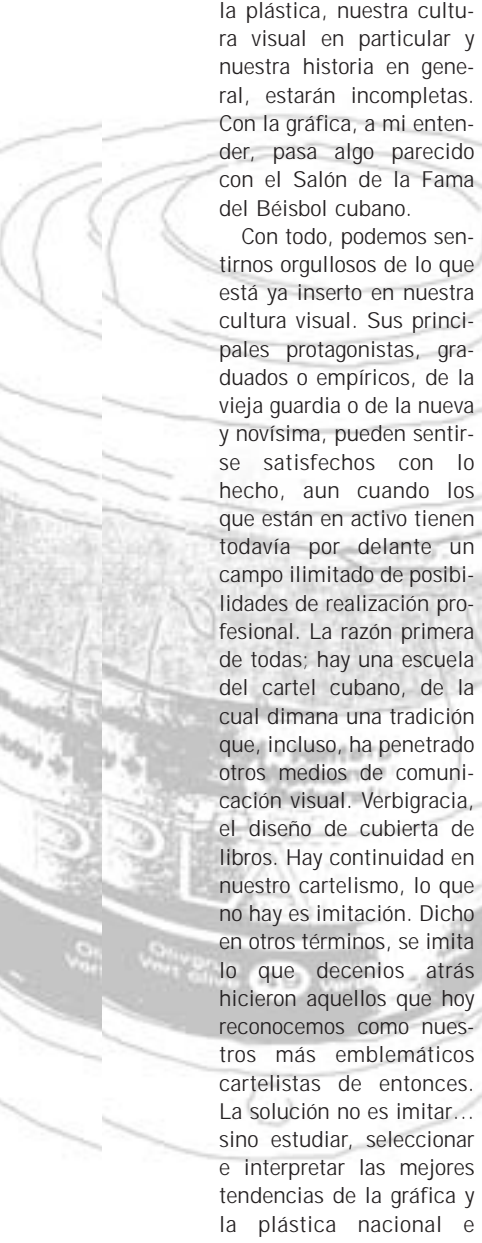 la plástica, nuestra cultu-
ra visual en particular y
nuestra historia en gene-
ral, estarán incompletas.
Con la gráfica, a mi enten-
der, pasa algo parecido
con el Salón de la Fama
del Béisbol cubano.
Con todo, podemos sen-
tirnos orgullosos de lo que
está ya inserto en nuestra
cultura visual. Sus princi-
pales protagonistas, gra-
duados o empíricos, de la
vieja guardia o de la nueva
y novísima, pueden sentir-
se satisfechos con lo
hecho, aun cuando los
que están en activo tienen
todavía por delante un
campo ilimitado de posibi-
lidades de realización pro-
fesional. La razón primera
de todas; hay una escuela
del cartel cubano, de la
cual dimana una tradición
que, incluso, ha penetrado
otros medios de comuni-
cación visual. Verbigracia,
el diseño de cubierta de
libros. Hay continuidad en
nuestro cartelismo, lo que
no hay es imitación. Dicho
en otros términos, se imita
lo que decenios atrás
hicieron aquellos que hoy
reconocemos como nues-
tros más emblemáticos
cartelistas de entonces.
La solución no es imitar...
sino estudiar, seleccionar
e interpretar las mejores
tendencias de la gráfica y
la plástica nacional e